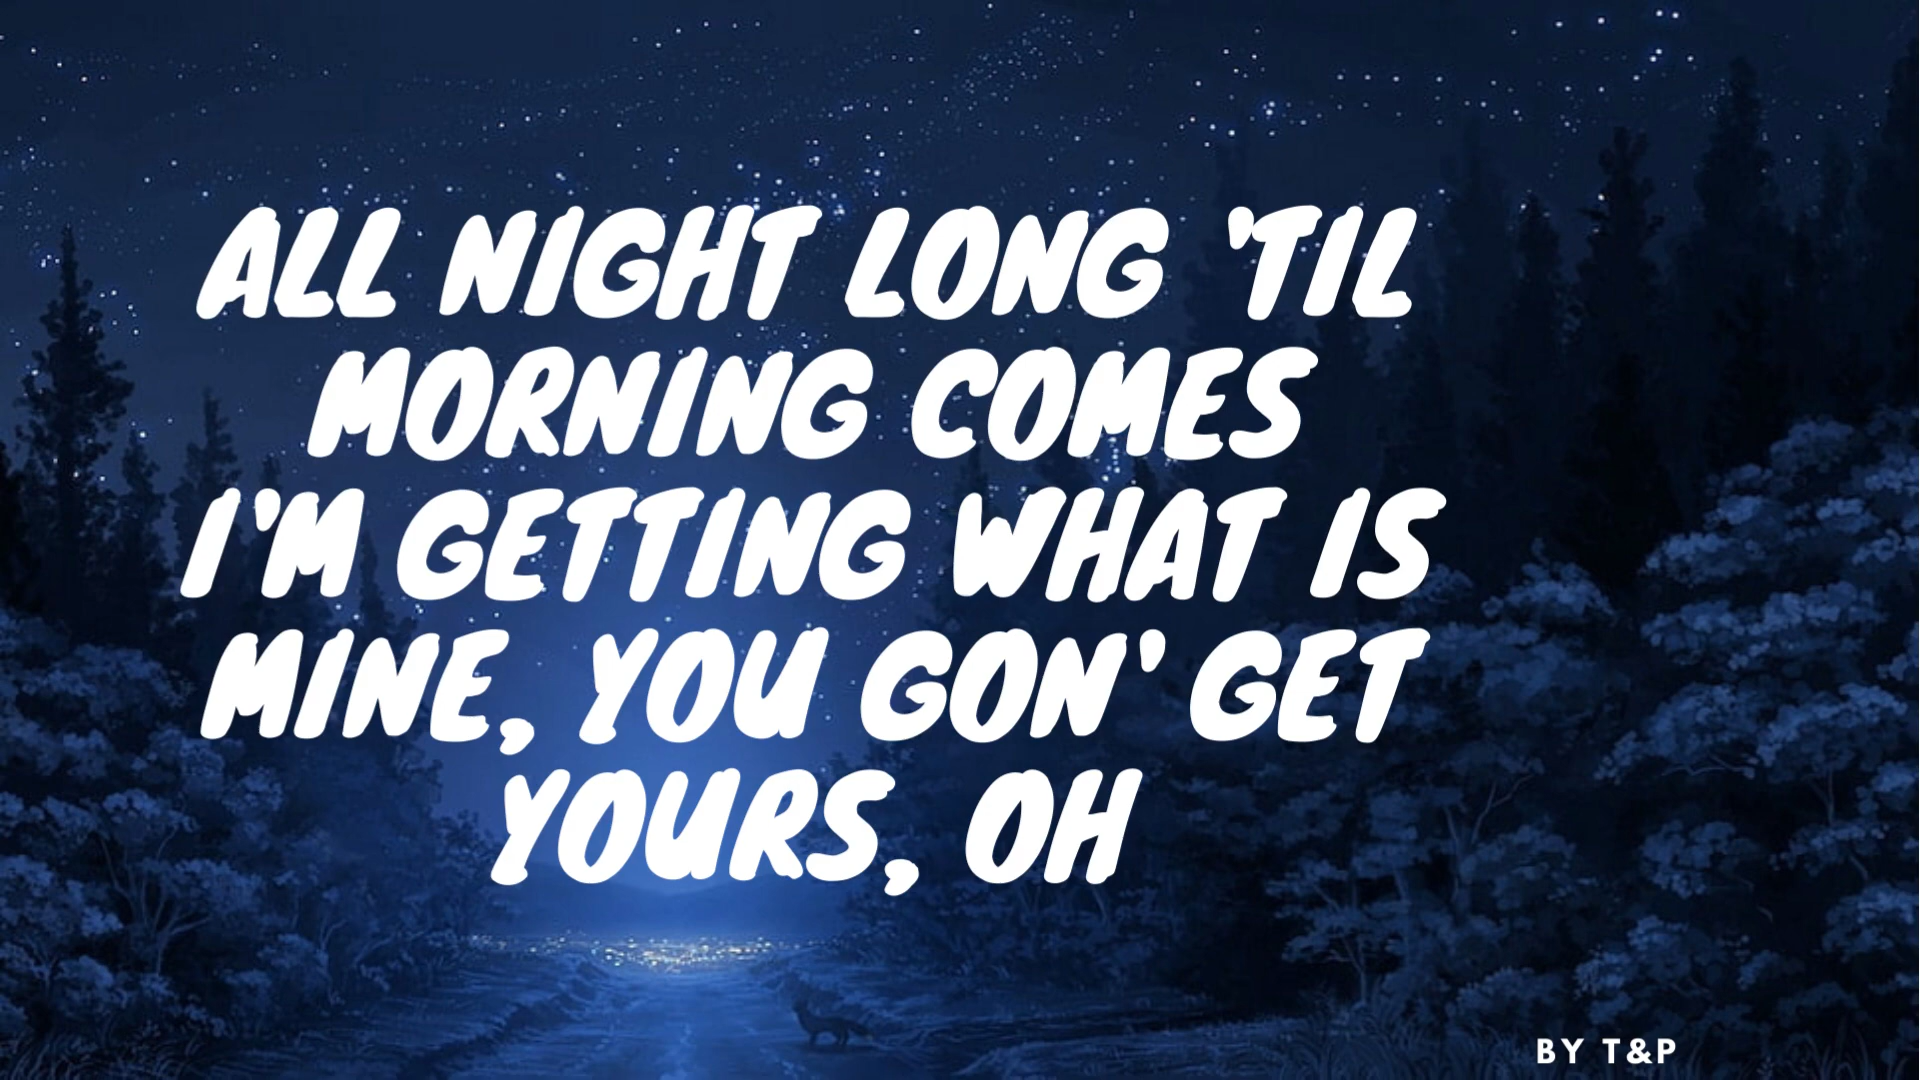 ALL NIGHT LONG 'TIL
MORNING COMES
I'M GETTING WHAT IS
MINE, YOU GON' GET
YOURS, OH
BY T&P